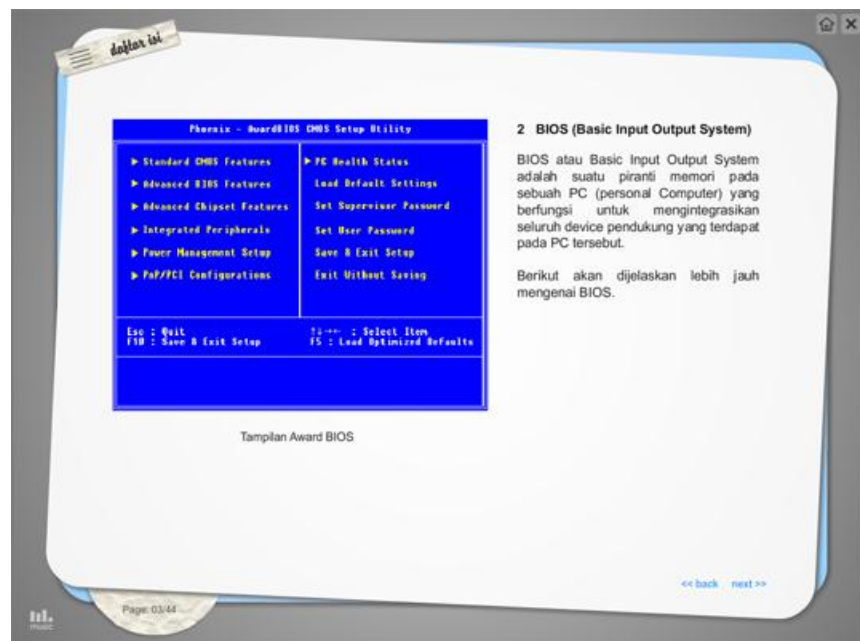 daftar isi
Phoenix - AwardBIOS CMOS Setup Utility
Standard CMOS Features
Advanced BIOS Features
Advanced Chipset Features
Integrated Peripherals
Power Management Setup
PnP/PCI Configurations
PC Health Status
Load Default Settings
Set Supervisor Password
Set User Password
Save & Exit Setup
Exit Without Saving
Esc : Quit
F10 : Save & Exit Setup
↑↓→← : Select Item
F5 : Load Optimized Defaults
Tampilan Award BIOS
2 BIOS (Basic Input Output System)
BIOS atau Basic Input Output System
adalah suatu piranti memori pada
sebuah PC (personal Computer) yang
berfungsi untuk mengintegrasikan
seluruh device pendukung yang terdapat
pada PC tersebut.
Berikut akan dijelaskan lebih jauh
mengenai BIOS.
<< back next >>
Page: 03/44
music